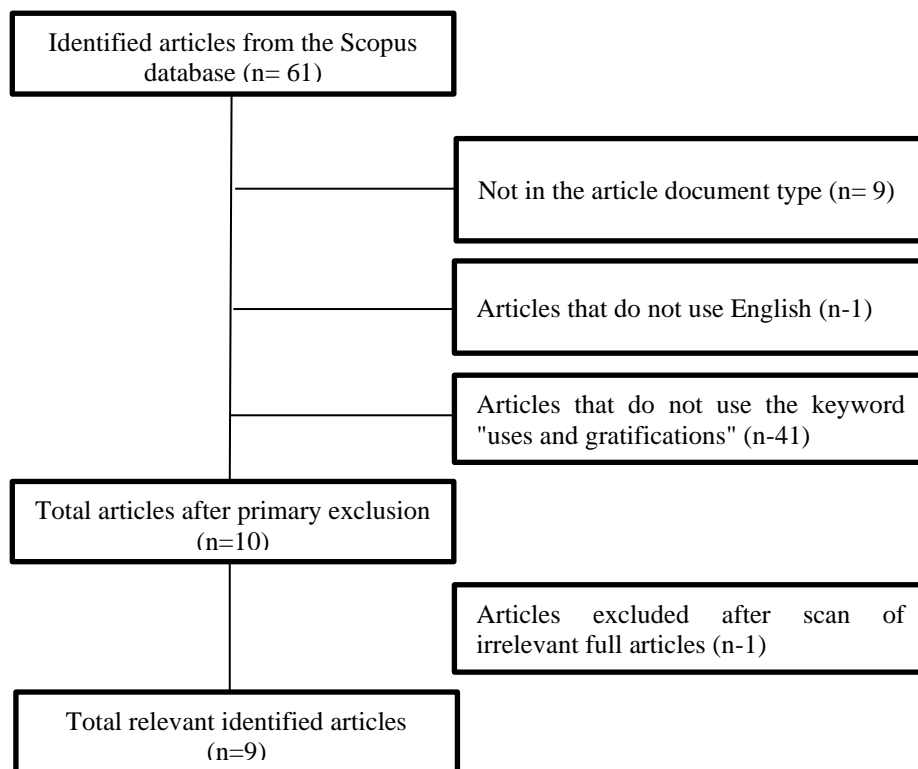 Identified articles from the Scopus
database (n= 61)
Not in the article document type (n= 9)
Articles that do not use English (n-1)
Articles that do not use the keyword
"uses and gratifications" (n-41)
Total articles after primary exclusion
(n=10)
Articles excluded after scan of
irrelevant full articles (n-1)
Total relevant identified articles
(n=9)